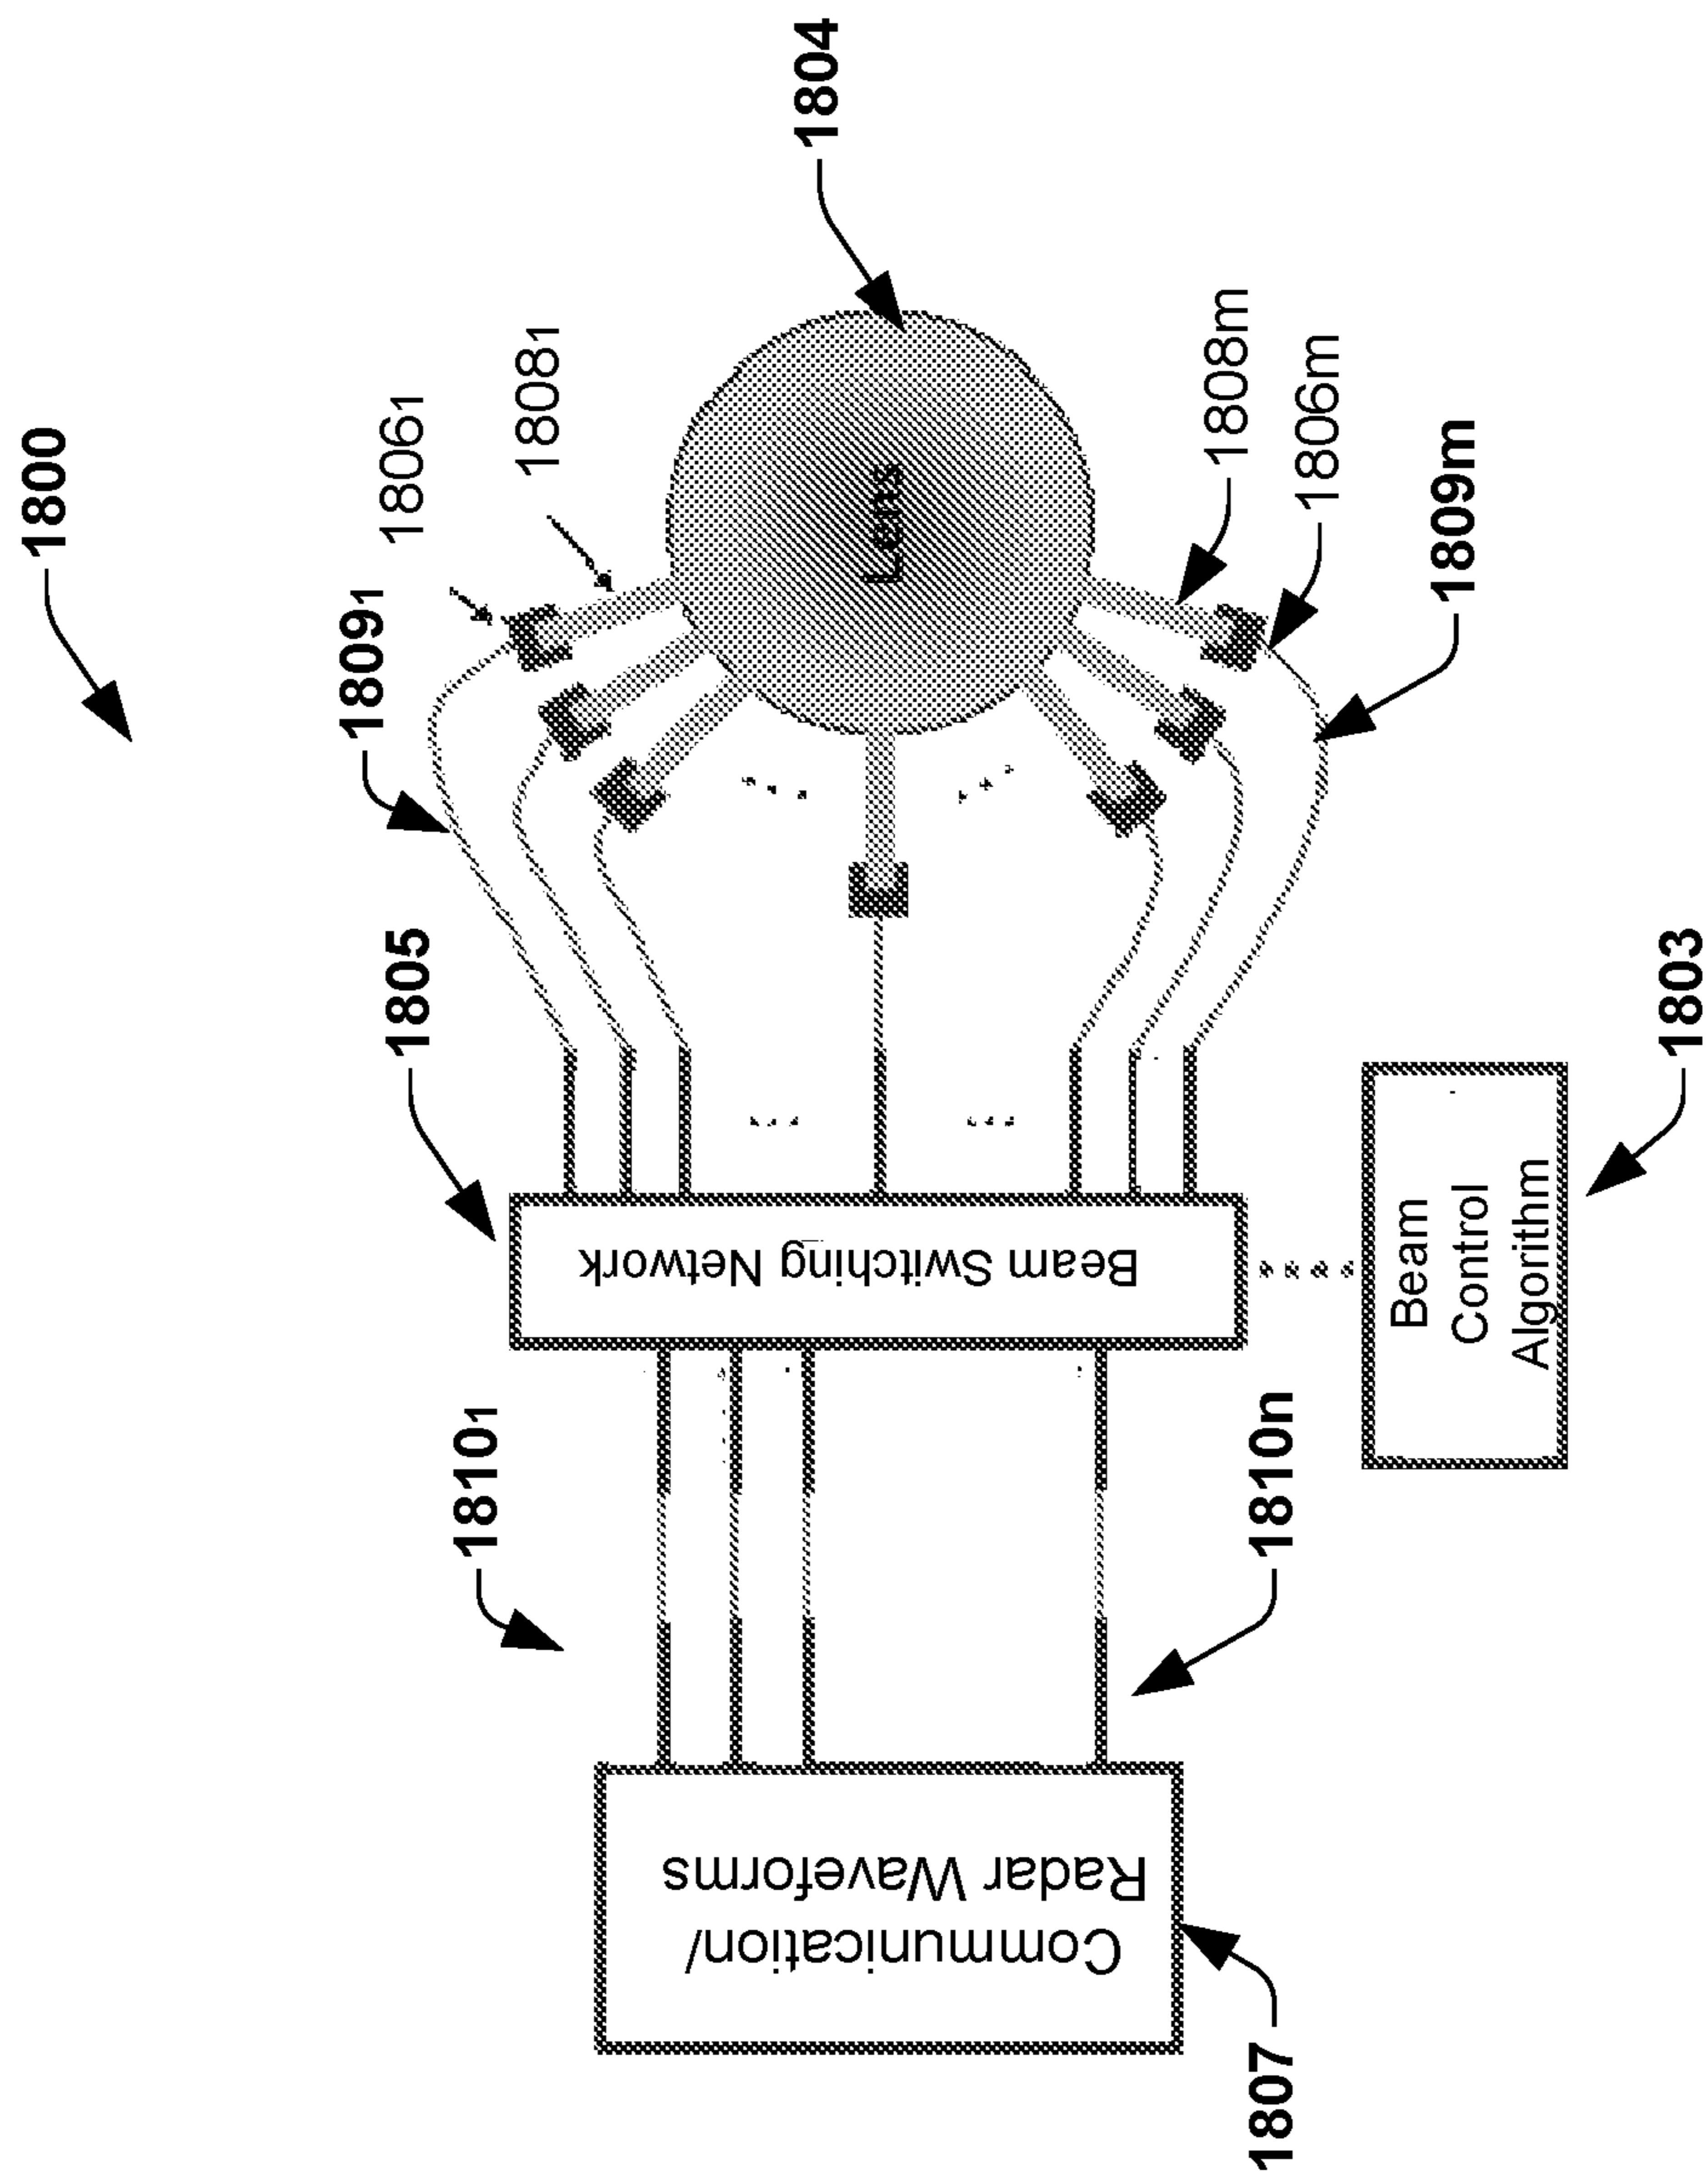 1800
1804
1806₁
1808₁
1809₁
1805
Lens
1808m
1806m
1809m
1803
Beam Switching Network
Beam
Control
Algorithm
1810₁
1810n
Communication/
Radar Waveforms
1807